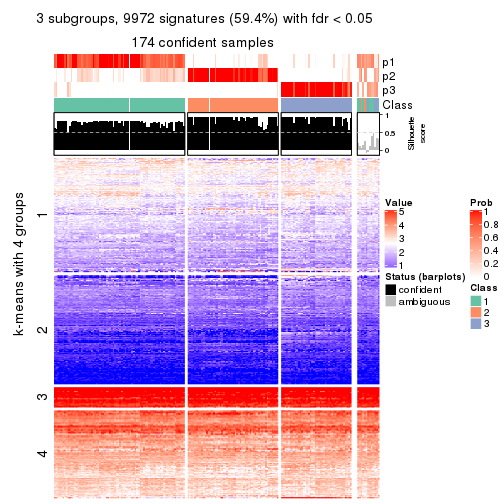 3 subgroups, 9972 signatures (59.4%) with fdr < 0.05
174 confident samples
p1
p2
p3
Class
1
0.5
0
Silhouette
score
k-means with 4 groups
1
2
3
4
Value
5
4
3
2
1
Status (barplots)
confident
ambiguous
Prob
1
0.8
0.6
0.4
0.2
0
Class
1
2
3